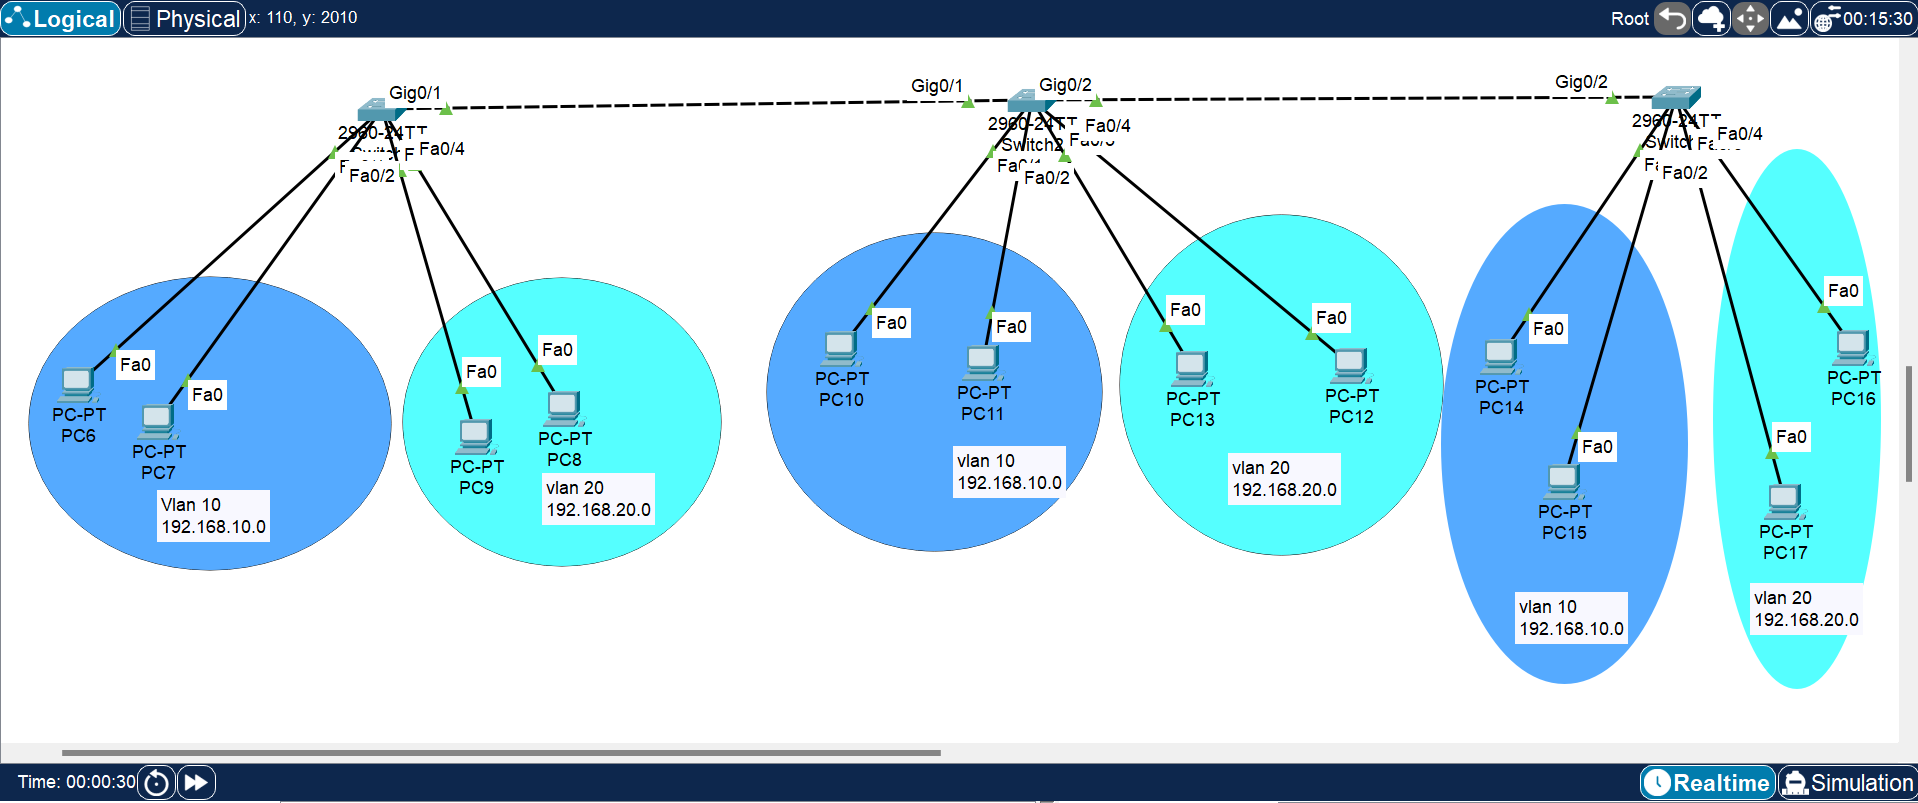 Logical
Physical
x: 110, y: 2010
Root
00:15:30
Gig0/1
2960-24TT
Fa0/4
Fa0/2
Gig0/1
Gig0/2
2960-24TT
Switch2
Fa0/4
Fa0/1
Fa0/2
Gig0/2
2960-24TT
Fa0/4
Fa0/2
Fa0
PC-PT
PC6
Fa0
PC-PT
PC7
Vlan 10
192.168.10.0
Fa0
PC-PT
PC9
Fa0
PC-PT
PC8
vlan 20
192.168.20.0
Fa0
PC-PT
PC10
Fa0
PC-PT
PC11
vlan 10
192.168.10.0
Fa0
PC-PT
PC13
Fa0
PC-PT
PC12
vlan 20
192.168.20.0
Fa0
PC-PT
PC14
Fa0
PC-PT
PC15
vlan 10
192.168.10.0
Fa0
PC-PT
PC16
Fa0
PC-PT
PC17
vlan 20
192.168.20.0
Time: 00:00:30
Realtime
Simulation